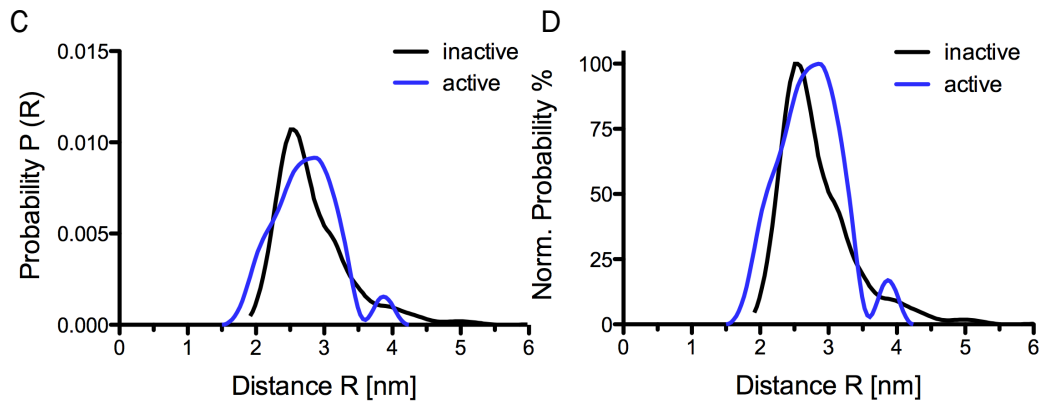 C
Probability P (R)
0.015
0.010
0.005
0.000
inactive
active
0 1 2 3 4 5 6
Distance R [nm]
D
Norm. Probability %
100
75
50
25
0
inactive
active
0 1 2 3 4 5 6
Distance R [nm]